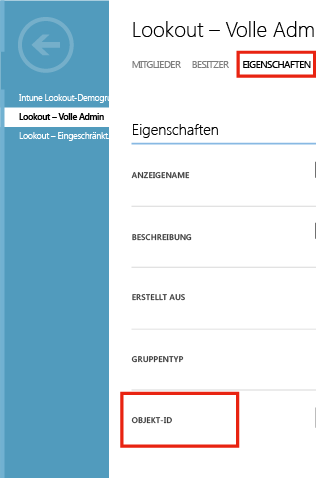 Lookout – Volle Adm
MITGLIEDER BESITZER EIGENSCHAFTEN
Intune Lookout-Demogr
Lookout – Volle Admin
Lookout – Eingeschränkt.
Eigenschaften
ANZEIGENAME
BESCHREIBUNG
ERSTELLT AUS
GRUPPENTYP
OBJEKT-ID